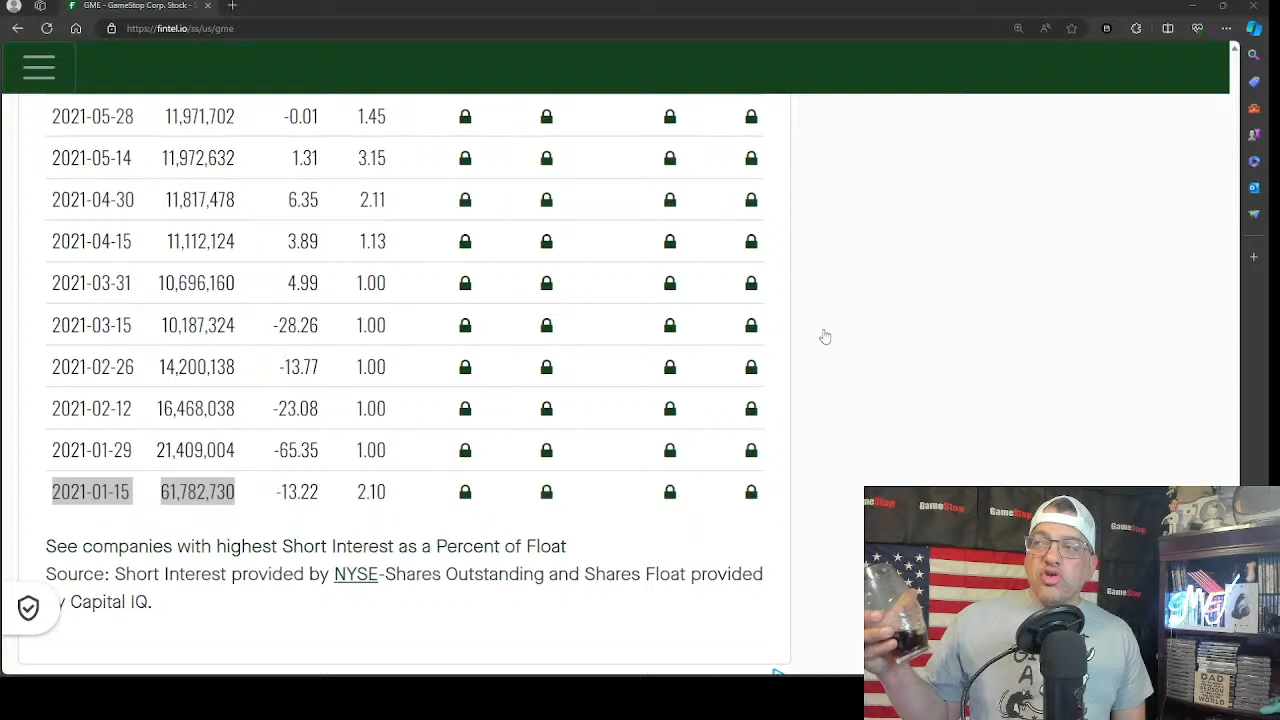 GME - GameStop Corp. Stock - S
https://fintel.io/ss/us/gme
2021-05-28 11,971,702 -0.01 1.45
2021-05-14 11,972,632 1.31 3.15
2021-04-30 11,817,478 6.35 2.11
2021-04-15 11,112,124 3.89 1.13
2021-03-31 10,696,160 4.99 1.00
2021-03-15 10,187,324 -28.26 1.00
2021-02-26 14,200,138 -13.77 1.00
2021-02-12 16,468,038 -23.08 1.00
2021-01-29 21,409,004 -65.35 1.00
2021-01-15 61,782,730 -13.22 2.10
See companies with highest Short Interest as a Percent of Float
Source: Short Interest provided by NYSE-Shares Outstanding and Shares Float provided
y Capital IQ.
GameStop
GameStop
GameStop
GameStop
GME
DAD
PERSON
WORLD